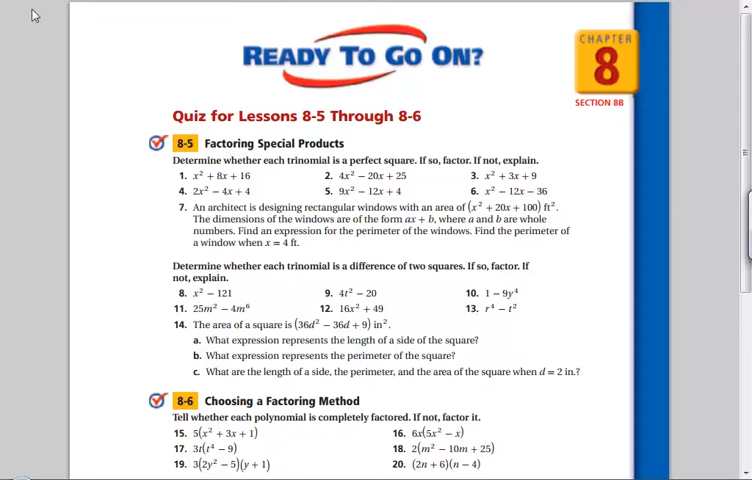 READY TO GO ON?
CHAPTER
8
SECTION 8B
Quiz for Lessons 8-5 Through 8-6
8-5 Factoring Special Products
Determine whether each trinomial is a perfect square. If so, factor. If not, explain.
1. x² + 8x + 16 2. 4x² − 20x + 25 3. x² + 3x + 9
4. 2x² − 4x + 4 5. 9x² − 12x + 4 6. x² − 12x − 36
7. An architect is designing rectangular windows with an area of (x² + 20x + 100) ft².
The dimensions of the windows are of the form ax + b, where a and b are whole
numbers. Find an expression for the perimeter of the windows. Find the perimeter of
a window when x = 4 ft.
Determine whether each trinomial is a difference of two squares. If so, factor. If
not, explain.
8. x² − 121 9. 4t² − 20 10. 1 − 9y⁴
11. 25m² − 4m⁶ 12. 16x² + 49 13. r⁴ − t²
14. The area of a square is (36d² − 36d + 9) in².
a. What expression represents the length of a side of the square?
b. What expression represents the perimeter of the square?
c. What are the length of a side, the perimeter, and the area of the square when d = 2 in.?
8-6 Choosing a Factoring Method
Tell whether each polynomial is completely factored. If not, factor it.
15. 5(x² + 3x + 1) 16. 6x(5x² − x)
17. 3t(t⁴ − 9) 18. 2(m² − 10m + 25)
19. 3(2y² − 5)(y + 1) 20. (2n + 6)(n − 4)